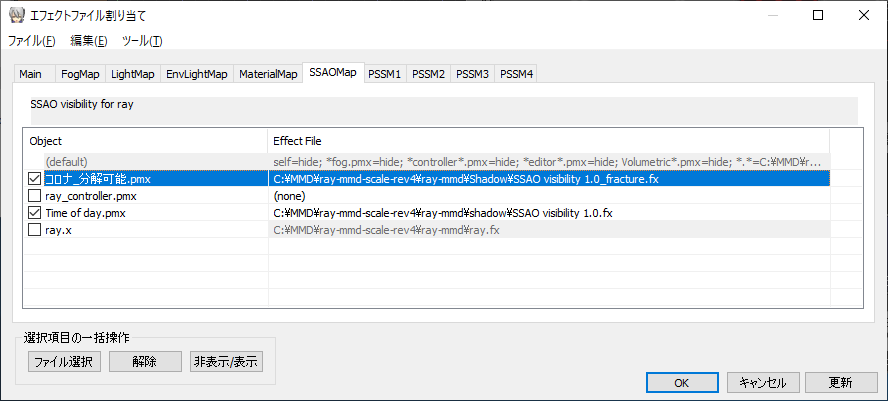 エフェクトファイル割り当て
ファイル(F) 編集(E) ツール(T)
Main FogMap LightMap EnvLightMap MaterialMap SSAOMap PSSM1 PSSM2 PSSM3 PSSM4
SSAO visibility for ray
Object Effect File
(default) self=hide; *fog.pmx=hide; *controller*.pmx=hide; *editor*.pmx=hide; Volumetric*.pmx=hide; *.*=C:¥MMD¥r...
コロナ_分解可能.pmx C:¥MMD¥ray-mmd-scale-rev4¥ray-mmd¥Shadow¥SSAO visibility 1.0_fracture.fx
ray_controller.pmx (none)
Time of day.pmx C:¥MMD¥ray-mmd-scale-rev4¥ray-mmd¥shadow¥SSAO visibility 1.0.fx
ray.x C:¥MMD¥ray-mmd-scale-rev4¥ray-mmd¥ray.fx
選択項目の一括操作
ファイル選択 解除 非表示/表示
OK キャンセル 更新